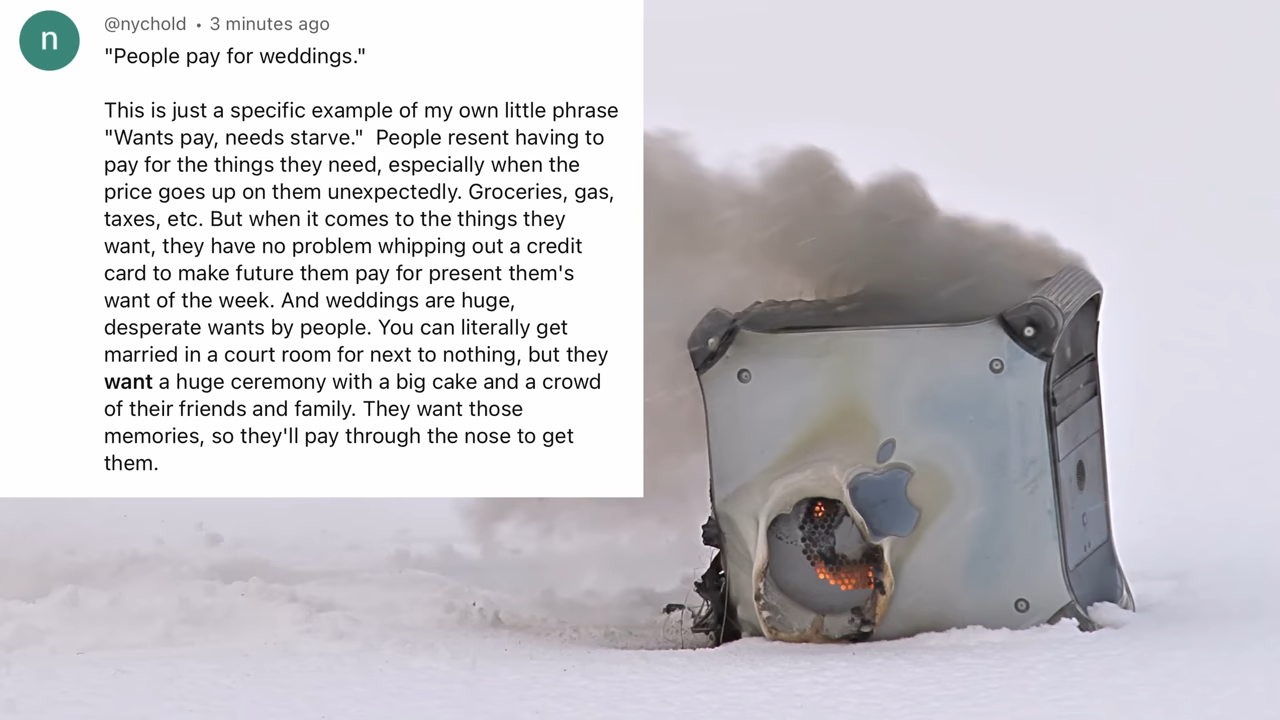 n
@nychold • 3 minutes ago
"People pay for weddings."
This is just a specific example of my own little phrase
"Wants pay, needs starve."  People resent having to
pay for the things they need, especially when the
price goes up on them unexpectedly. Groceries, gas,
taxes, etc. But when it comes to the things they
want, they have no problem whipping out a credit
card to make future them pay for present them's
want of the week. And weddings are huge,
desperate wants by people. You can literally get
married in a court room for next to nothing, but they
want a huge ceremony with a big cake and a crowd
of their friends and family. They want those
memories, so they'll pay through the nose to get
them.